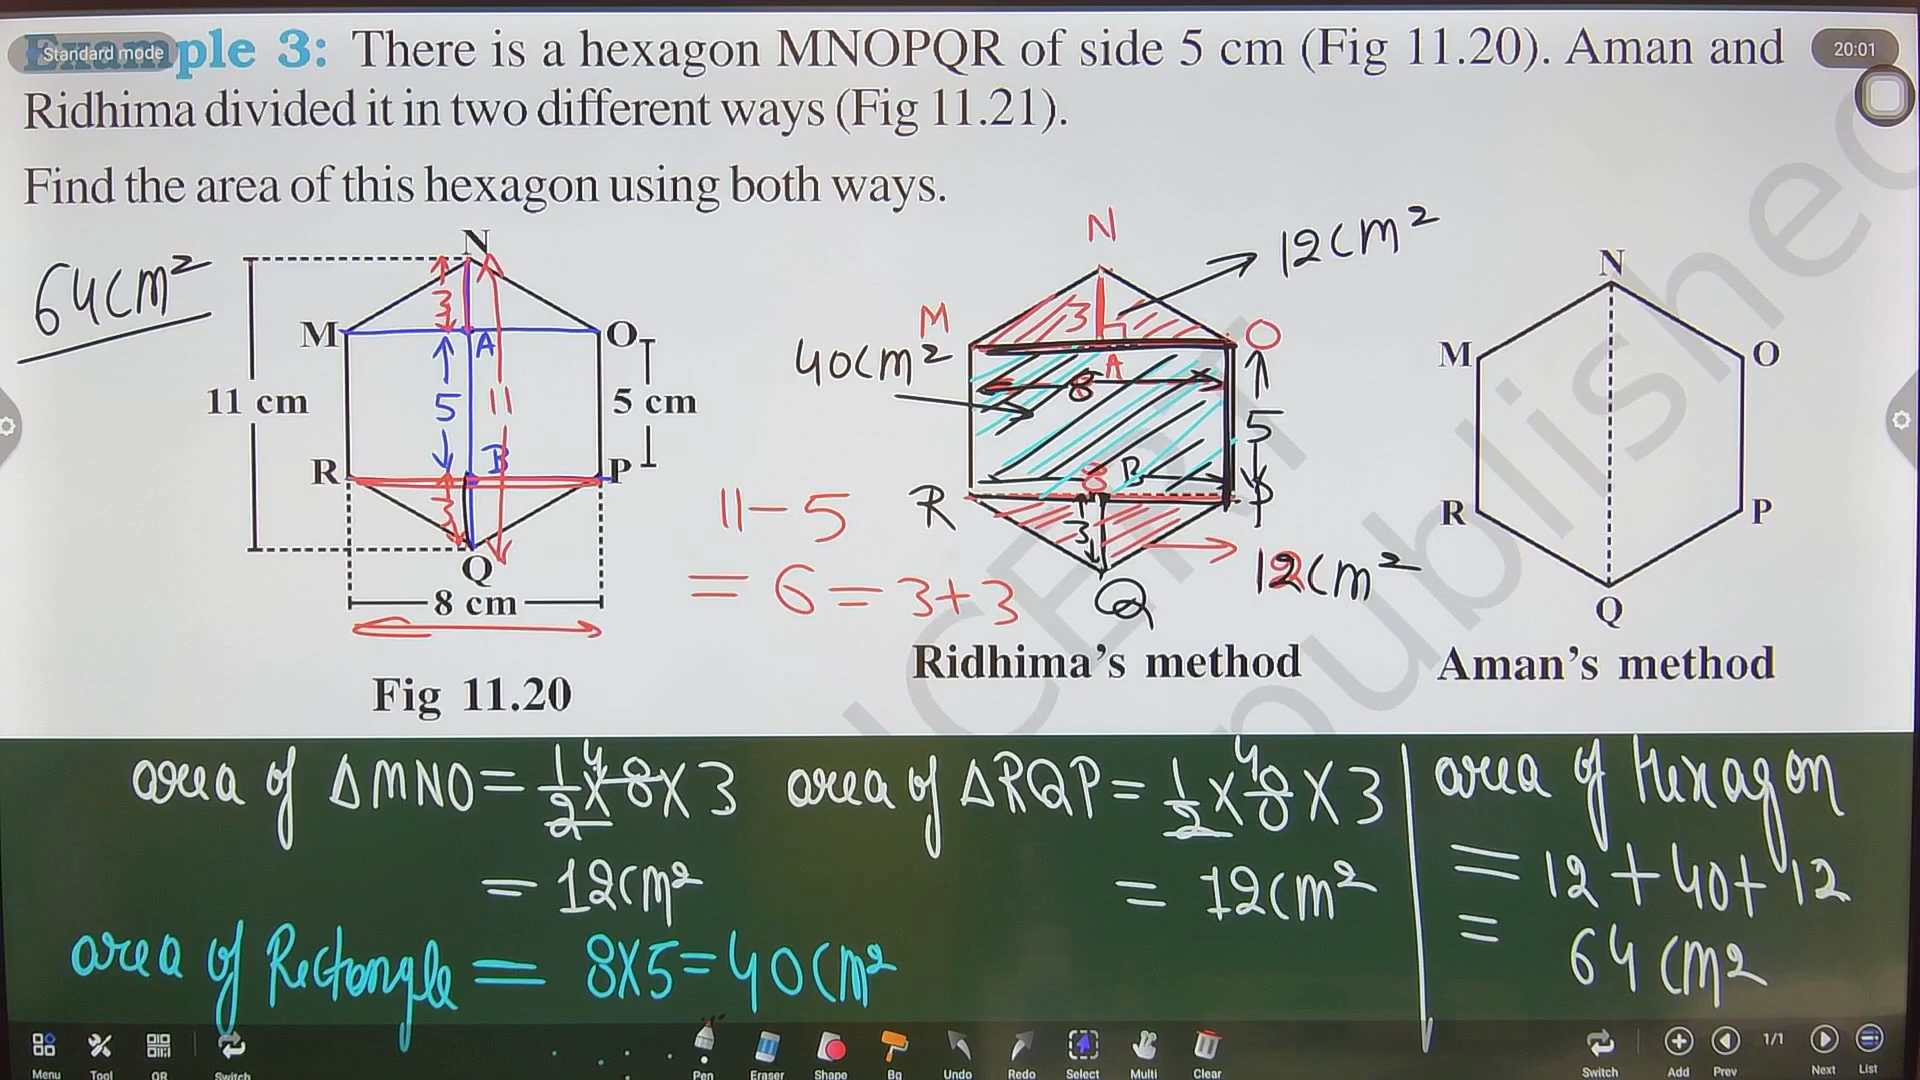 Standard mode
Example 3: There is a hexagon MNOPQR of side 5 cm (Fig 11.20). Aman and
20:01
Ridhima divided it in two different ways (Fig 11.21).
Find the area of this hexagon using both ways.
64cm²
N
3
M
A
O
11 cm
5
11
5 cm
R
B
P
3
Q
8 cm
Fig 11.20
11-5
= 6 = 3+3
N
12cm²
M
3
O
A
40cm²
8
5
8
B
R
P
3
Q
12cm²
Ridhima's method
N
M
O
R
P
Q
Aman's method
area of ΔMNO = 1/2 × 8 × 3
4
= 12cm²
area of ΔRQP = 1/2 × 8 × 3
4
= 12cm²
area of Rectangle = 8×5=40cm²
area of Hexagon
= 12+40+12
= 64cm²
Menu
Tool
QR
Switch
Pen
Eraser
Shape
Bg
Undo
Redo
Select
Multi
Clear
Switch
Add
Prev
1/1
Next
List